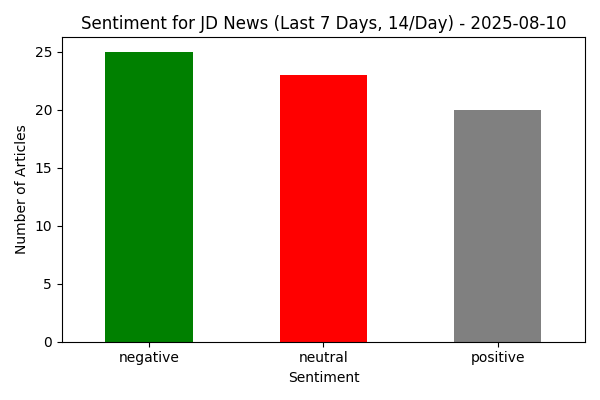 Sentiment for JD News (Last 7 Days, 14/Day) - 2025-08-10
Number of Articles
25
20
15
10
5
0
negative neutral positive
Sentiment